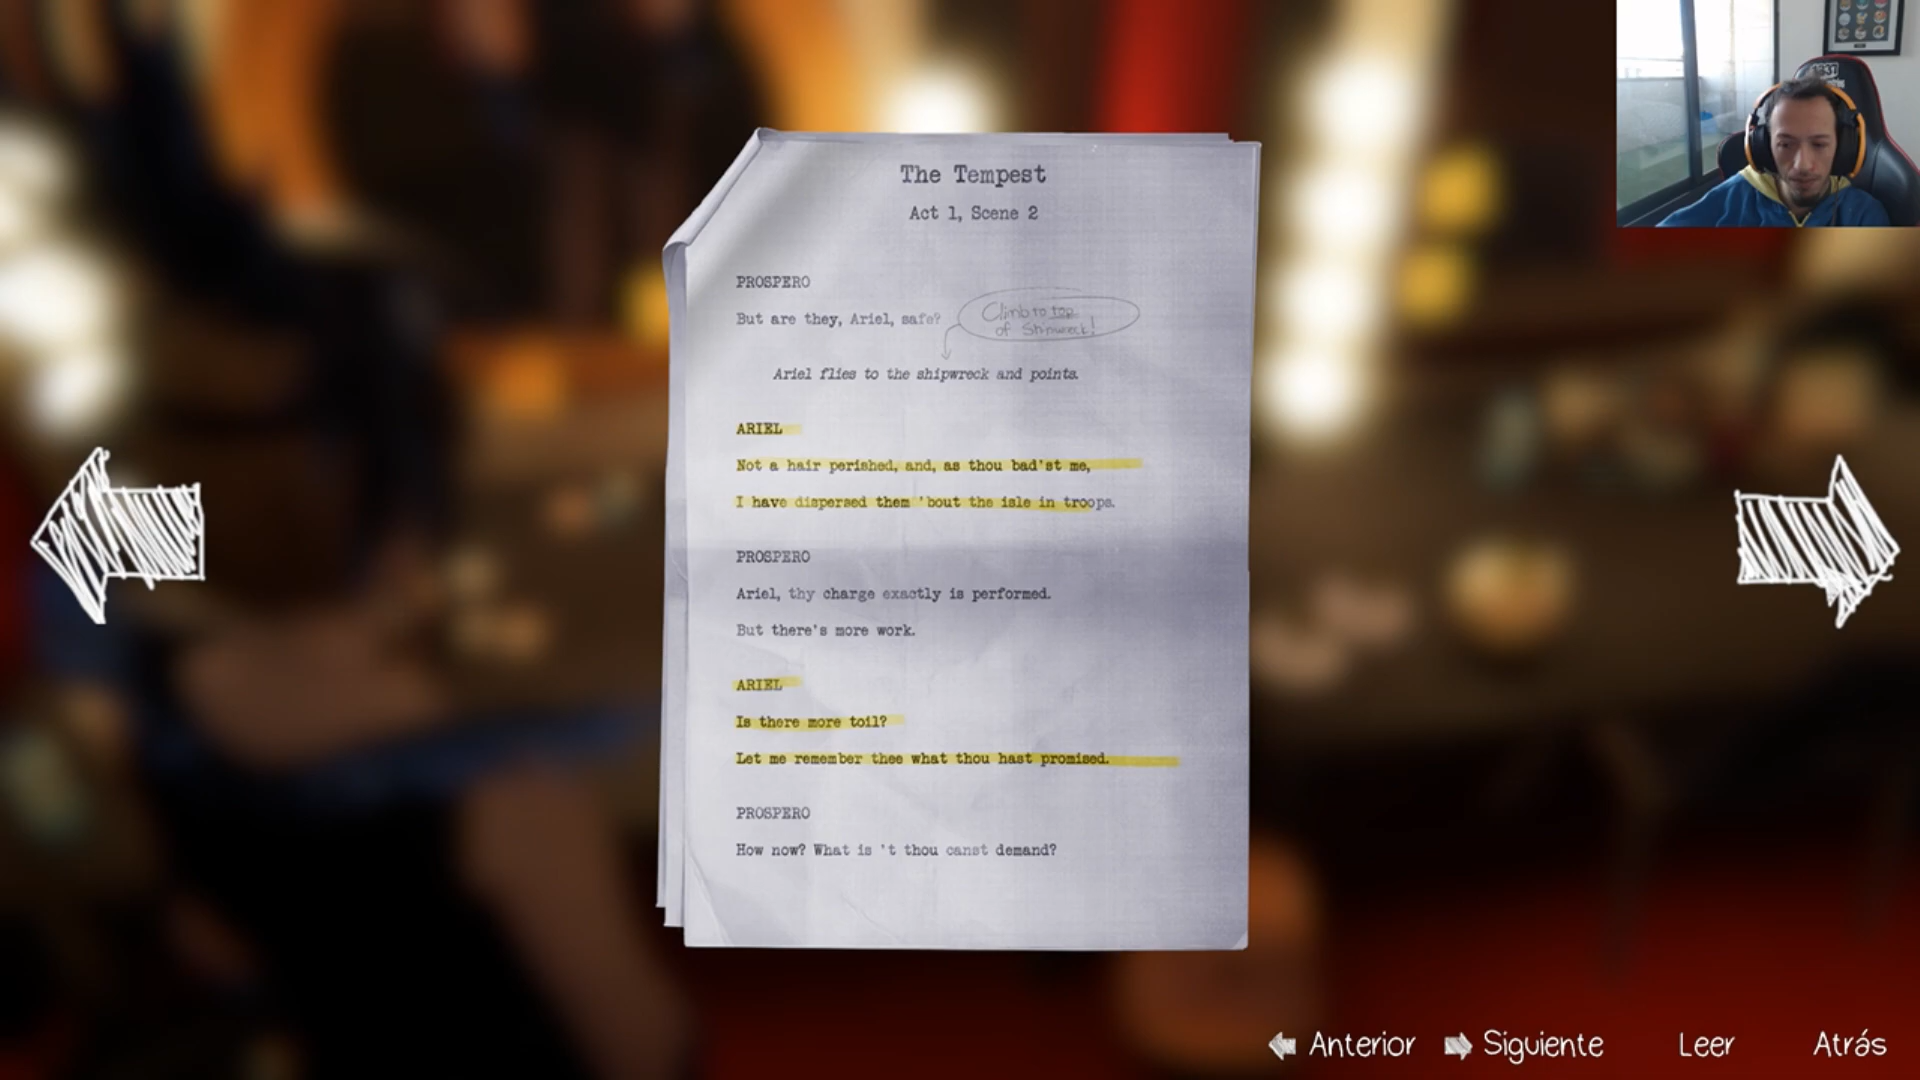 The Tempest
Act 1, Scene 2
PROSPERO
But are they, Ariel, safe?
Climb to top
of Shipwreck!
Ariel flies to the shipwreck and points.
ARIEL
Not a hair perished, and, as thou bad'st me,
I have dispersed them 'bout the isle in troops.
PROSPERO
Ariel, thy charge exactly is performed.
But there's more work.
ARIEL
Is there more toil?
Let me remember thee what thou hast promised.
PROSPERO
How now? What is 't thou canst demand?
Anterior Siguiente Leer Atrás